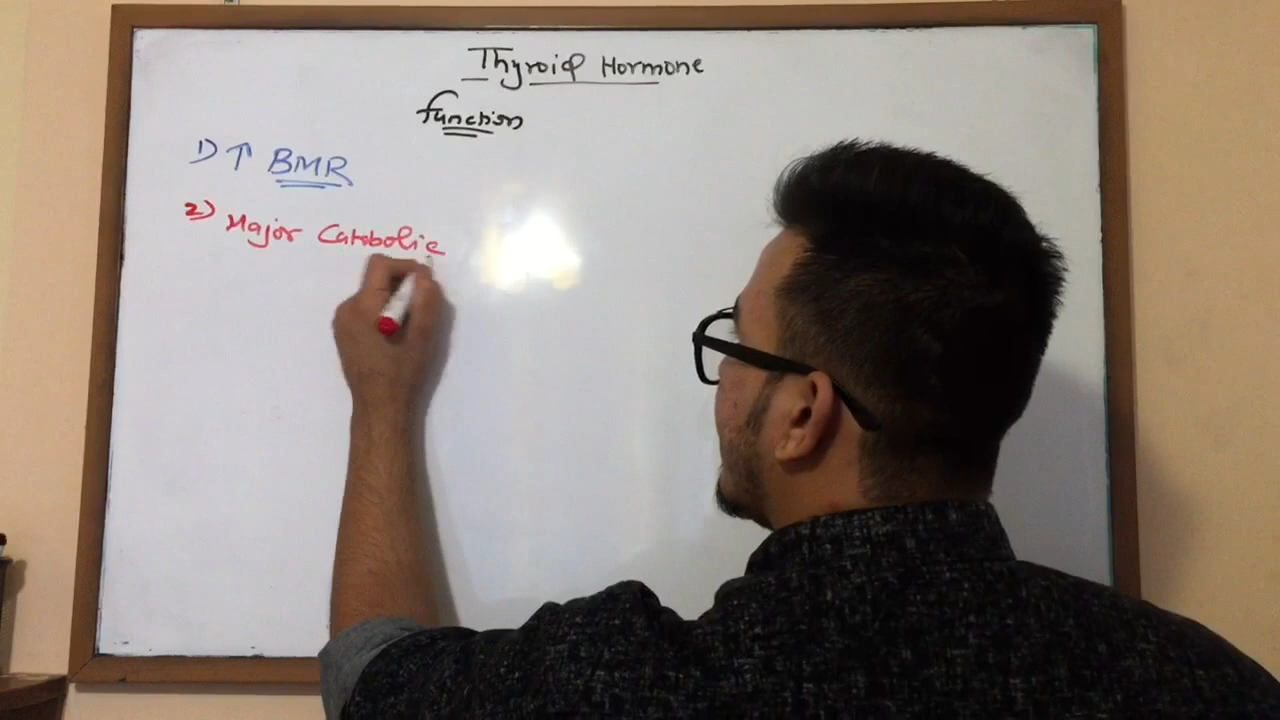 Thyroid Hormone
function
1) ↑ BMR
2) Major Catabolic